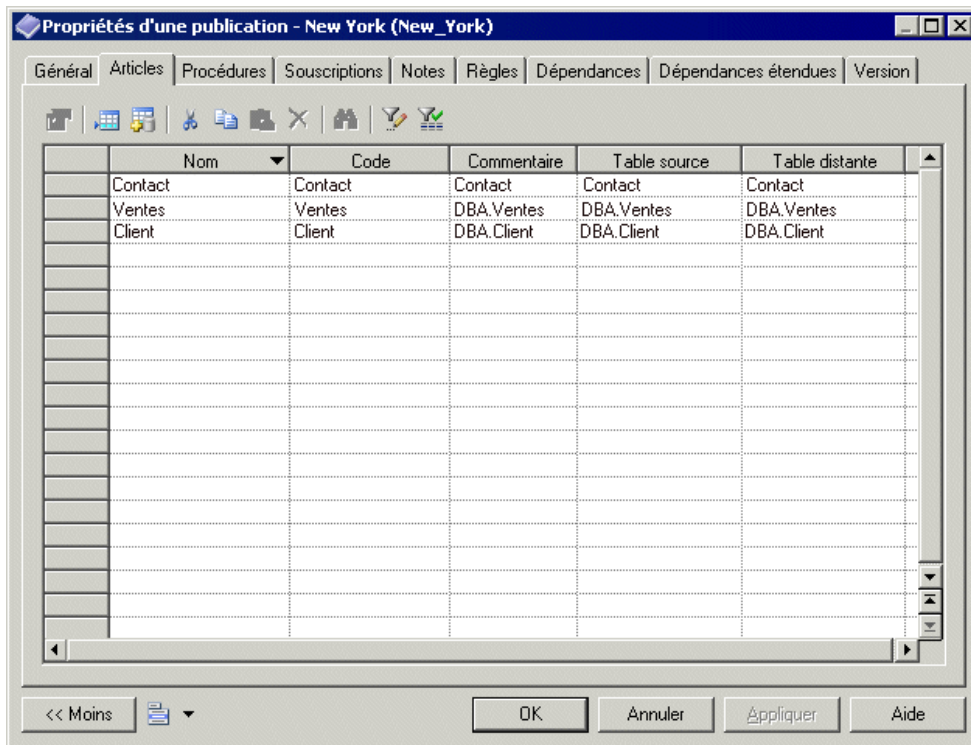 Propriétés d'une publication - New York (New_York)
Général Articles Procédures Souscriptions Notes Règles Dépendances Dépendances étendues Version
Nom Code Commentaire Table source Table distante
Contact Contact Contact Contact Contact
Ventes Ventes DBA.Ventes DBA.Ventes DBA.Ventes
Client Client DBA.Client DBA.Client DBA.Client
<< Moins OK Annuler Appliquer Aide